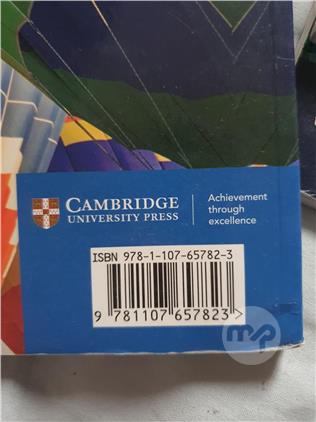 CAMBRIDGE
UNIVERSITY PRESS
Achievement
through
excellence
ISBN 978-1-107-65782-3
9 781107 657823>